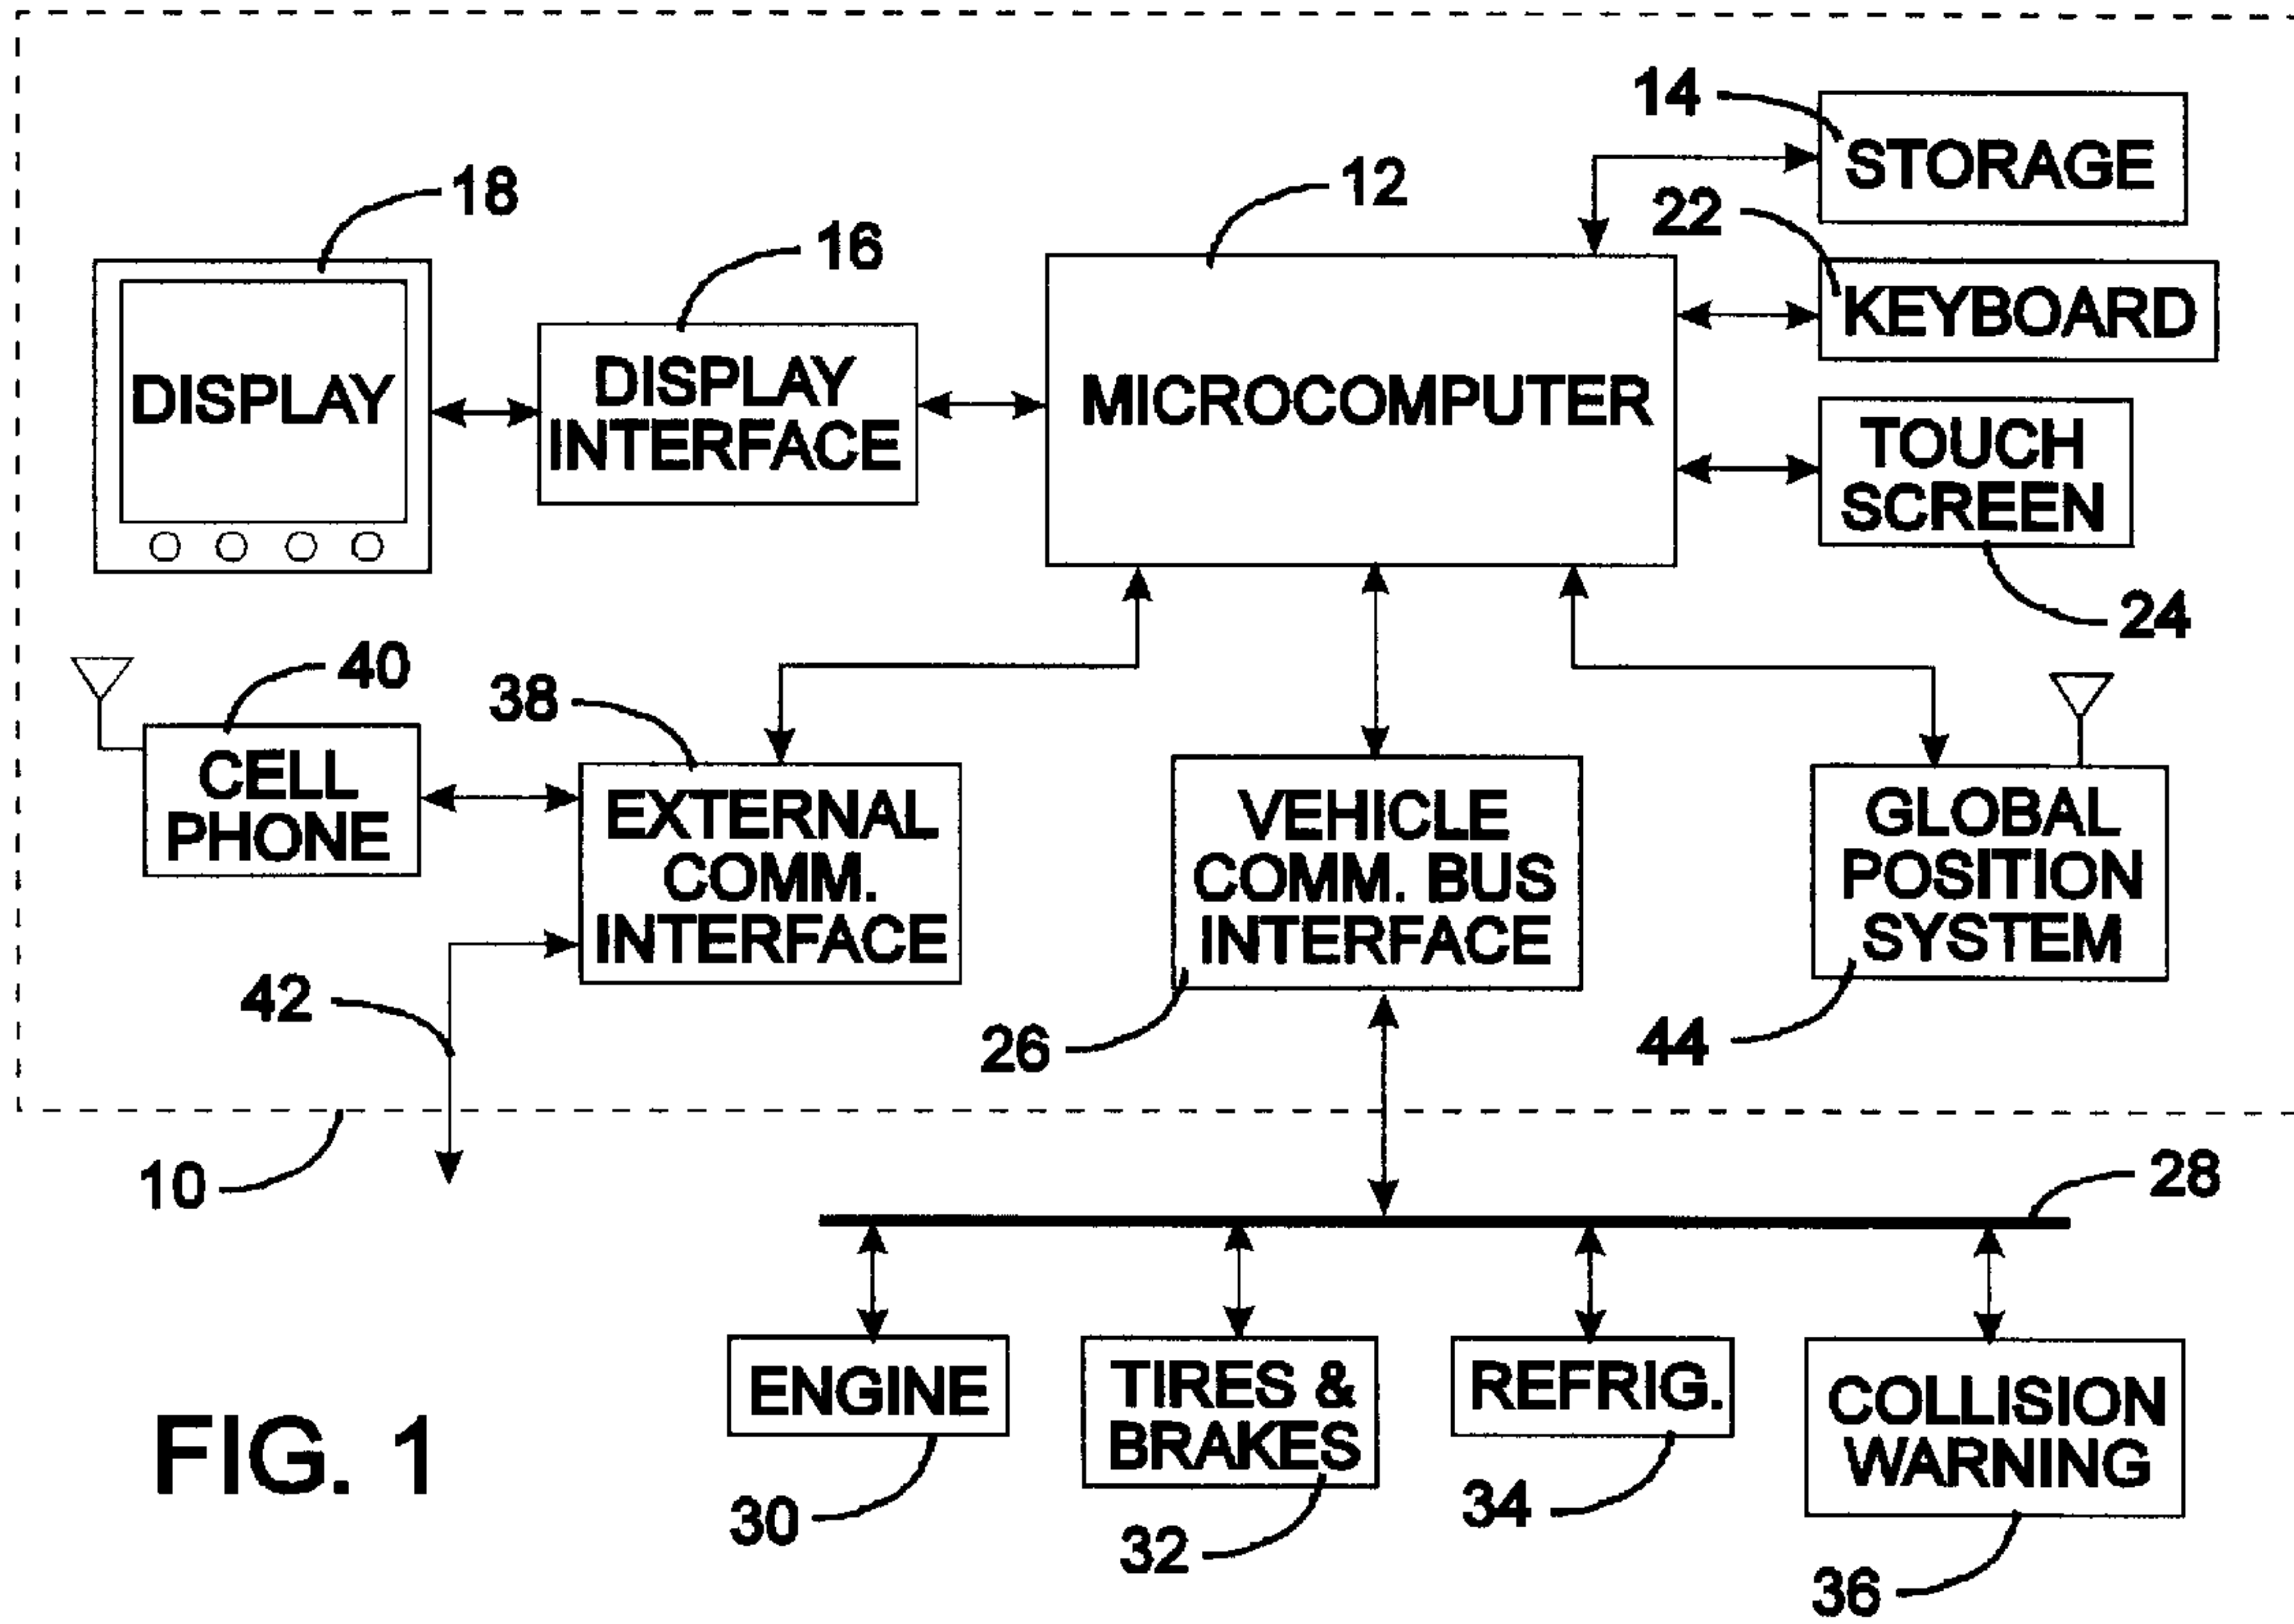 14
STORAGE
18
12
22
16
KEYBOARD
DISPLAY
DISPLAY
INTERFACE
MICROCOMPUTER
TOUCH
SCREEN
24
40
38
CELL
PHONE
EXTERNAL
COMM.
INTERFACE
VEHICLE
COMM. BUS
INTERFACE
GLOBAL
POSITION
SYSTEM
42
26
44
10
28
ENGINE
TIRES &
BRAKES
REFRIG.
COLLISION
WARNING
FIG. 1
30
32
34
36